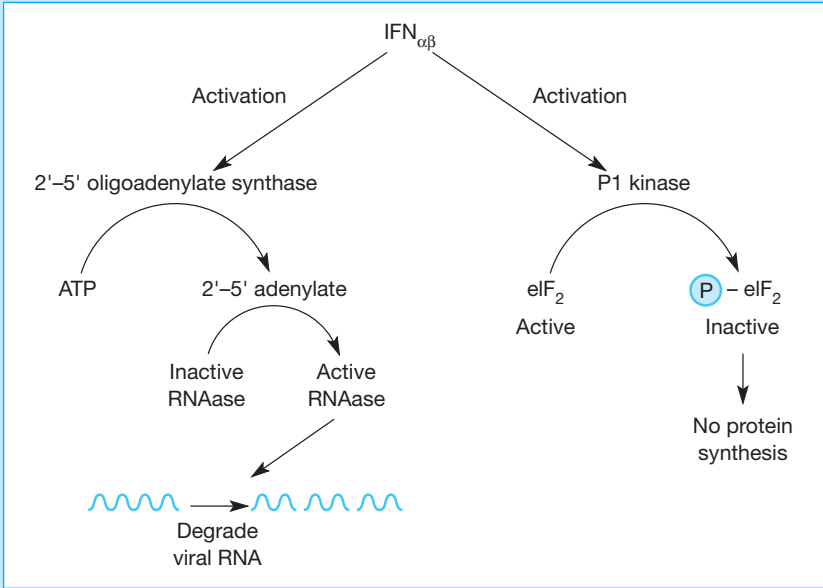 IFNαβ
Activation
Activation
2'–5' oligoadenylate synthase
P1 kinase
ATP
2'–5' adenylate
eIF2
P – eIF2
Active
Inactive
Inactive
RNAase
Active
RNAase
No protein
synthesis
Degrade
viral RNA